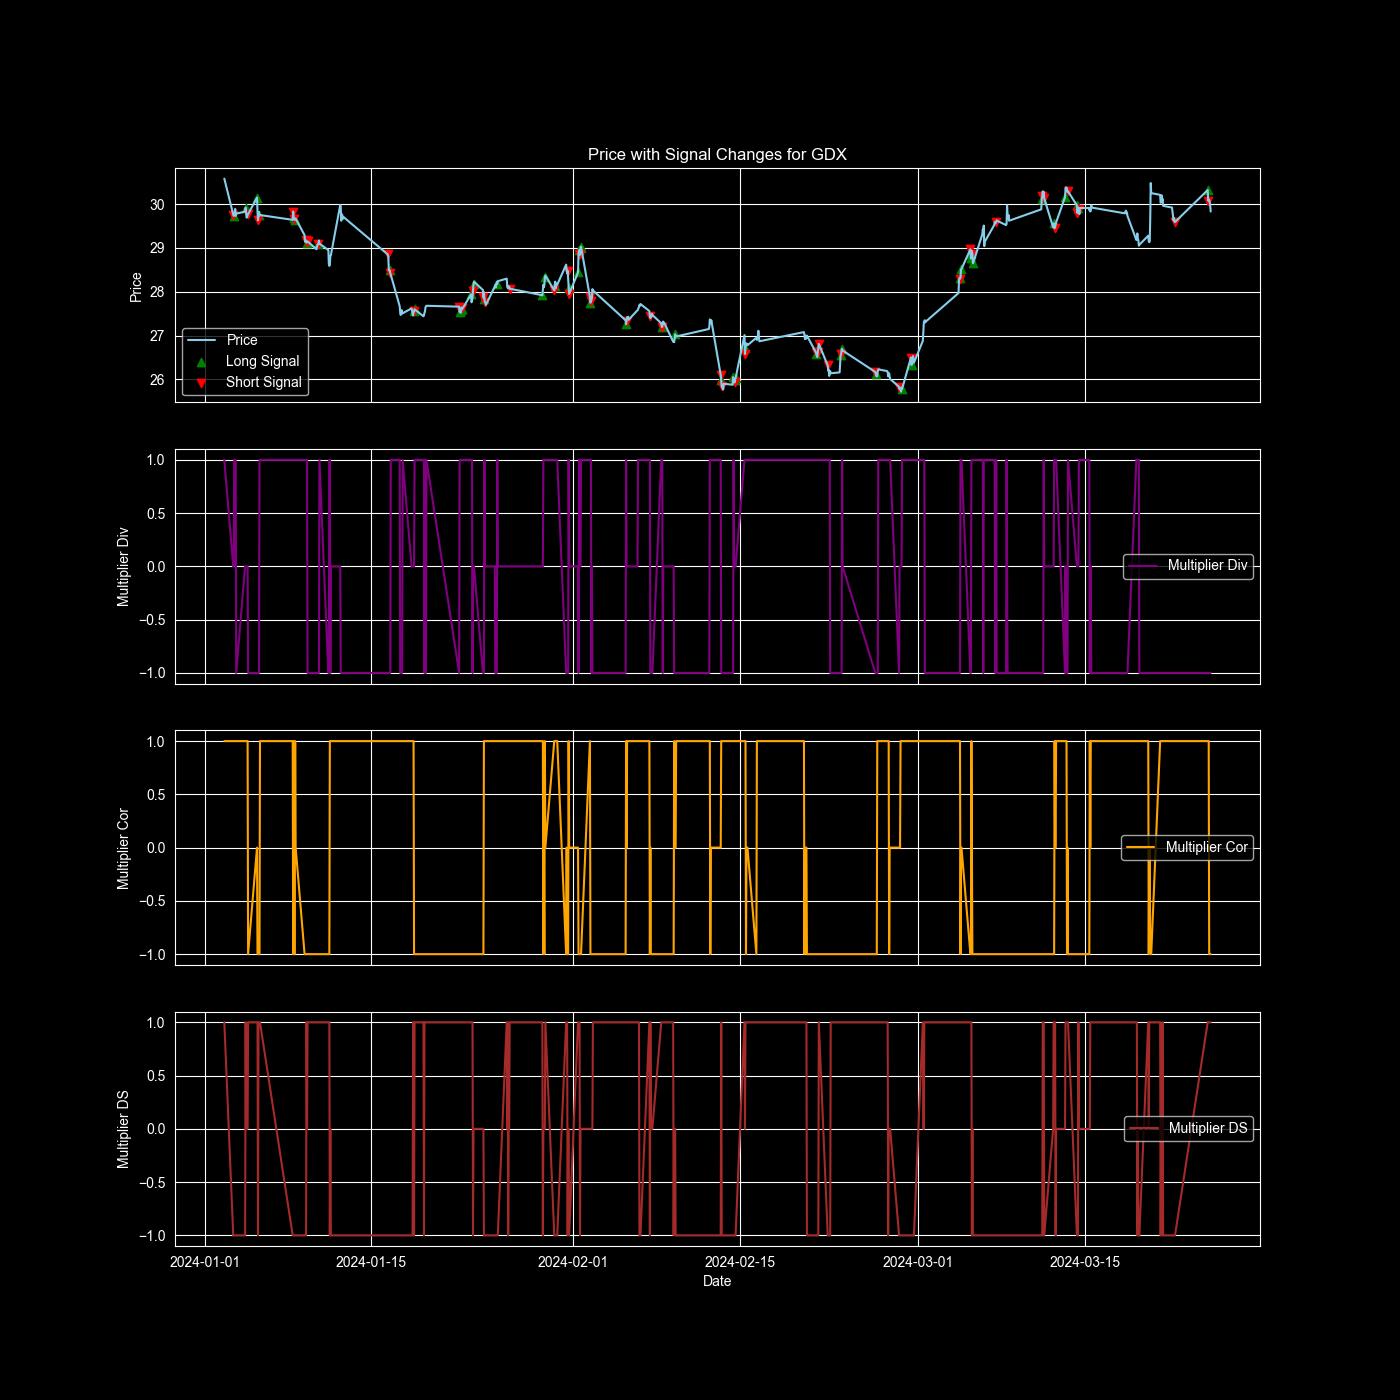 Price with Signal Changes for GDX
30
29
28
27
26
Price
Price
Long Signal
Short Signal
1.0
0.5
0.0
−0.5
−1.0
Multiplier Div
Multiplier Div
1.0
0.5
0.0
−0.5
−1.0
Multiplier Cor
Multiplier Cor
1.0
0.5
0.0
−0.5
−1.0
Multiplier DS
Multiplier DS
2024-01-01 2024-01-15 2024-02-01 2024-02-15 2024-03-01 2024-03-15
Date